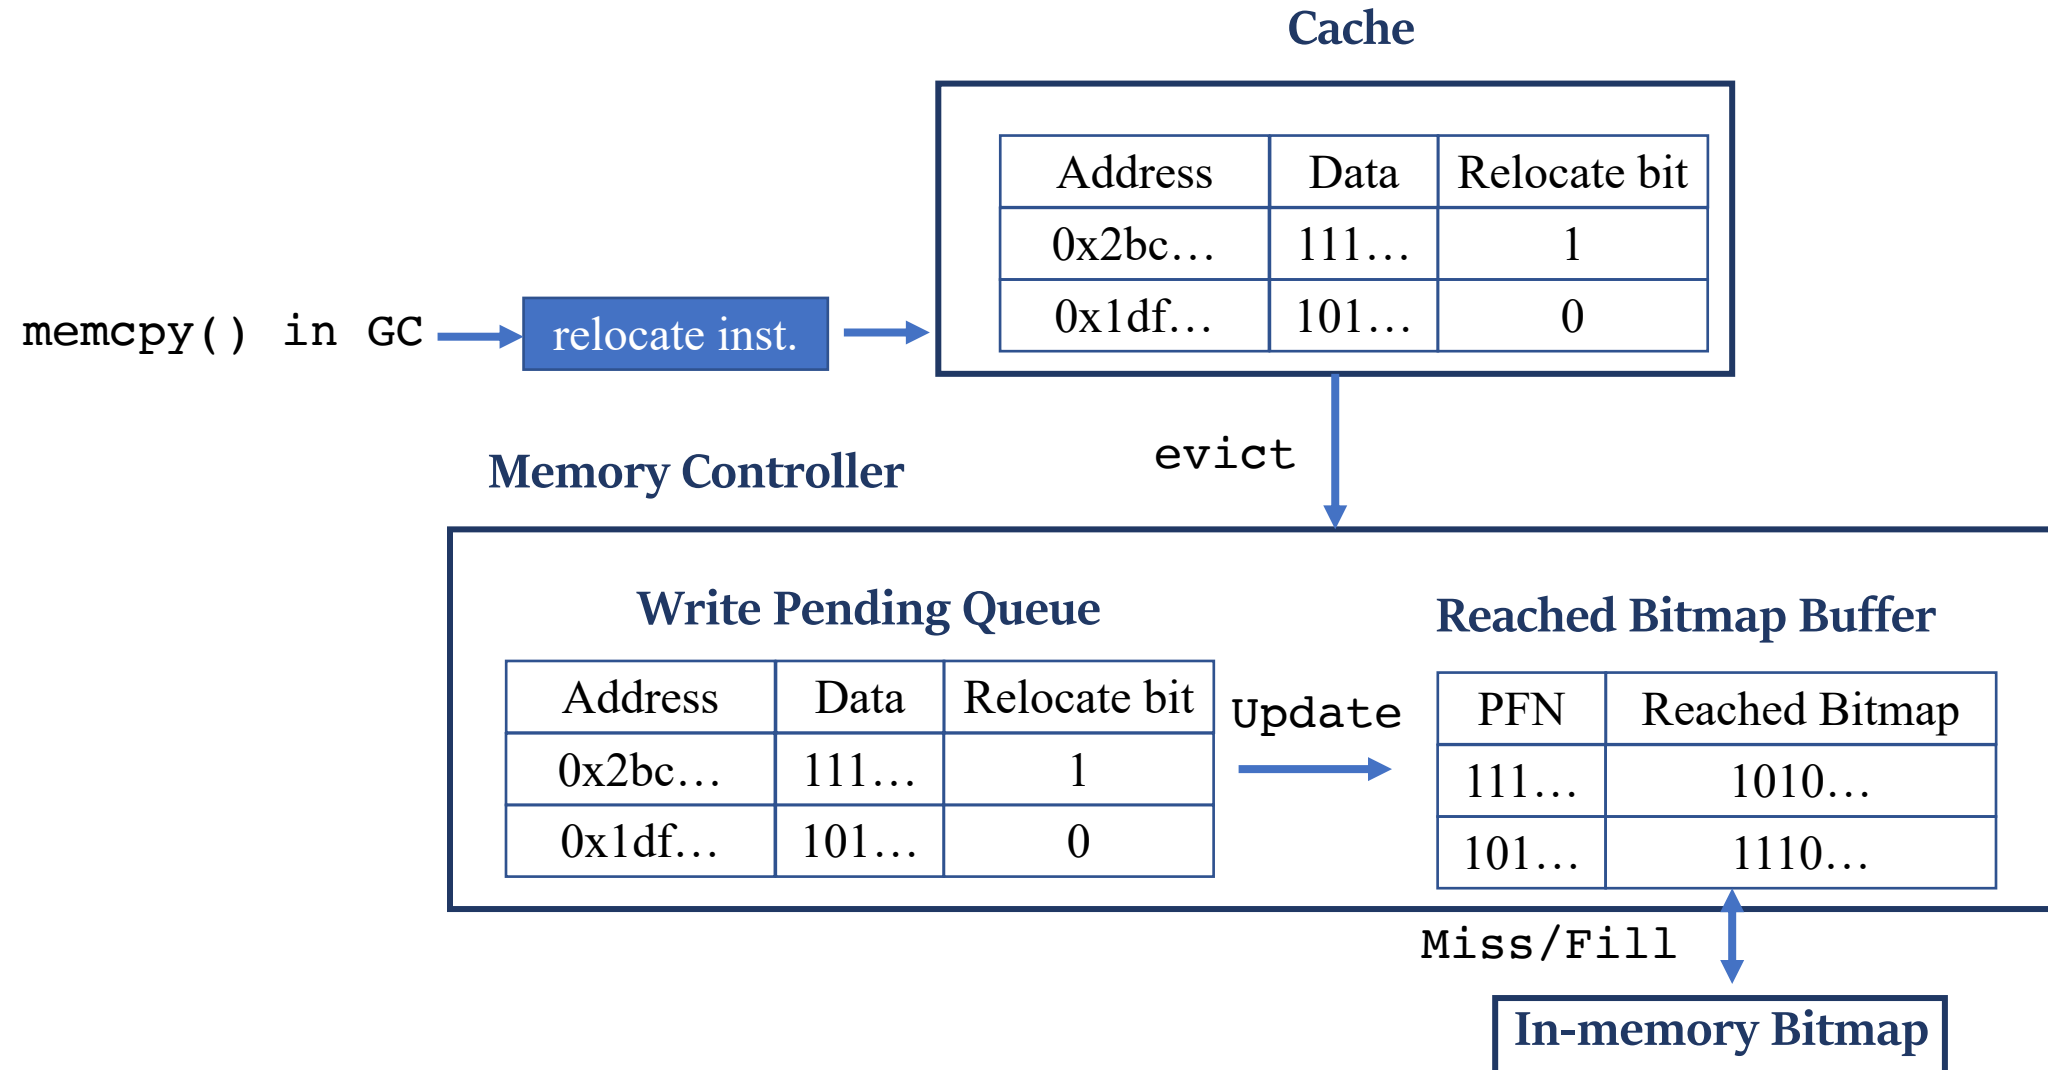 Cache
Address Data Relocate bit
0x2bc… 111… 1
0x1df… 101… 0
memcpy() in GC
relocate inst.
evict
Memory Controller
Write Pending Queue
Address Data Relocate bit
0x2bc… 111… 1
0x1df… 101… 0
Update
Reached Bitmap Buffer
PFN Reached Bitmap
111… 1010…
101… 1110…
Miss/Fill
In-memory Bitmap